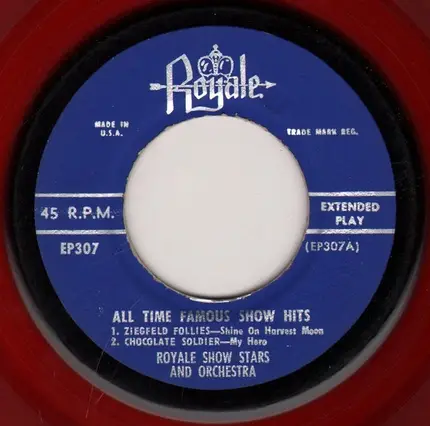 Royale
MADE IN
U.S.A.
TRADE MARK REG.
45 R.P.M.
EXTENDED
PLAY
EP307
(EP307A)
ALL TIME FAMOUS SHOW HITS
1. ZIEGFELD FOLLIES—Shine On Harvest Moon
2. CHOCOLATE SOLDIER—My Hero
ROYALE SHOW STARS
AND ORCHESTRA